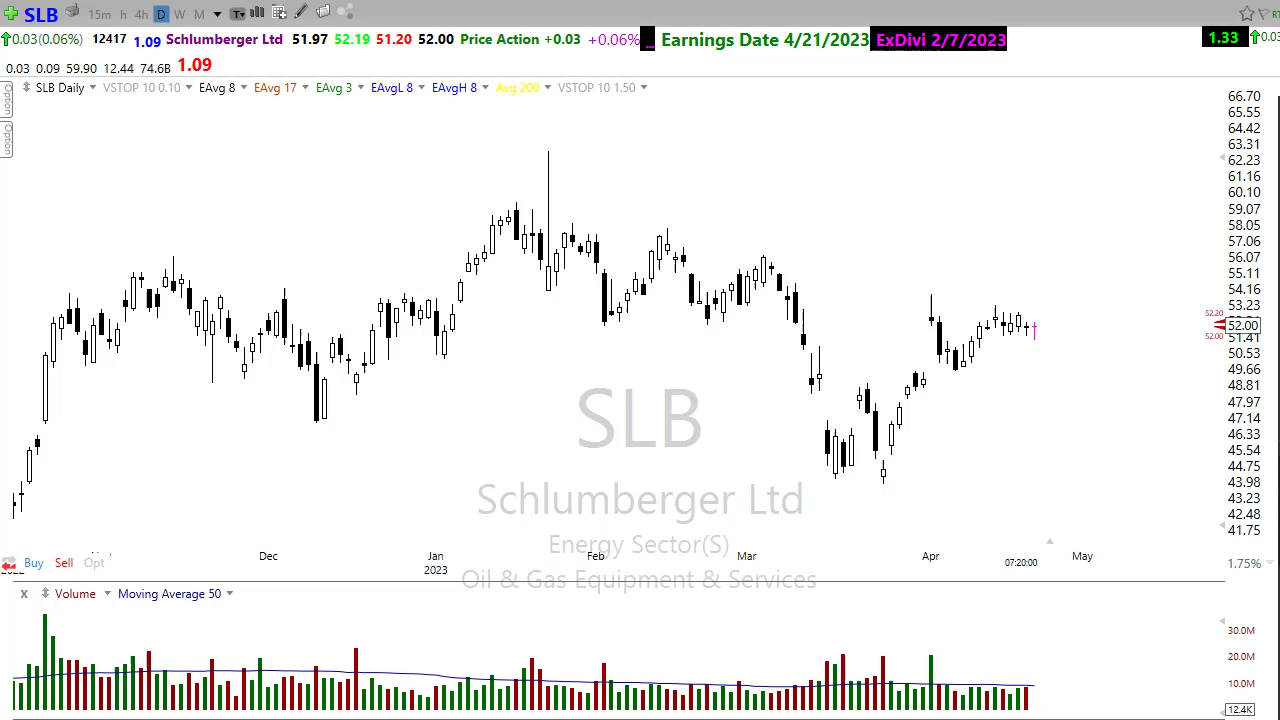 SLB 15m h 4h D W M T
0.03(0.06%) 12417 1.09 Schlumberger Ltd 51.97 52.19 51.20 52.00 Price Action +0.03 +0.06% ... Earnings Date 4/21/2023 ExDivi 2/7/2023 1.33
0.03 0.09 59.90 12.44 74.6B 1.09
SLB Daily VSTOP 10 0.10 EAvg 8 EAvg 17 EAvg 3 EAvgL 8 EAvgH 8 Avg 200 VSTOP 10 1.50
Option
Option
66.70
65.55
64.42
63.31
62.23
61.16
60.10
59.07
58.05
57.06
56.07
55.11
54.16
53.23
52.20
52.00
52.00
51.41
50.53
49.66
48.81
47.97
47.14
46.33
45.54
44.75
43.98
43.23
42.48
41.75
SLB
Schlumberger Ltd
Energy Sector(S)
Oil & Gas Equipment & Services
Dec Jan Feb Mar Apr May
2023
07:20:00
Buy Sell Opt
1.75%
X Volume Moving Average 50
30.0M
20.0M
10.0M
12.4K